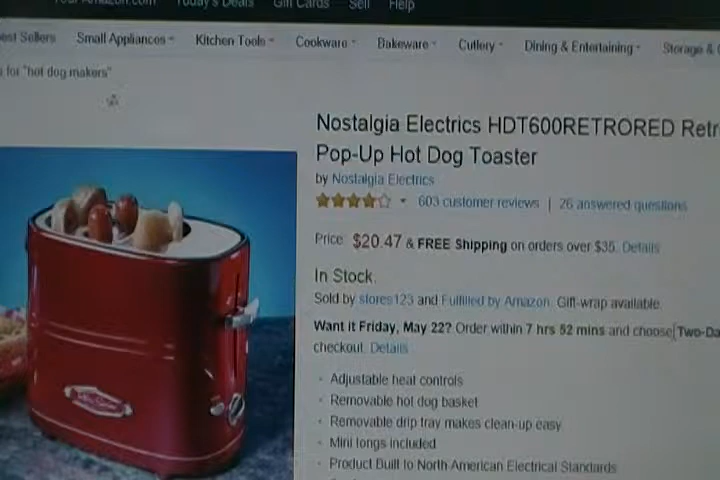 Today's Deals Gift Cards Sell Help
Sellers Small Appliances Kitchen Tools Cookware Bakeware Cutlery Dining & Entertaining Storage &
for "hot dog makers"
Nostalgia Electrics HDT600RETRORED Retr
Pop-Up Hot Dog Toaster
by Nostalgia Electrics
603 customer reviews | 26 answered questions
Price: $20.47 & FREE Shipping on orders over $35. Details
In Stock.
Sold by stores123 and Fulfilled by Amazon. Gift-wrap available.
Want it Friday, May 22? Order within 7 hrs 52 mins and choose Two-Da
checkout. Details
Adjustable heat controls
Removable hot dog basket
Removable drip tray makes clean-up easy
Mini tongs included
Product Built to North American Electrical Standards